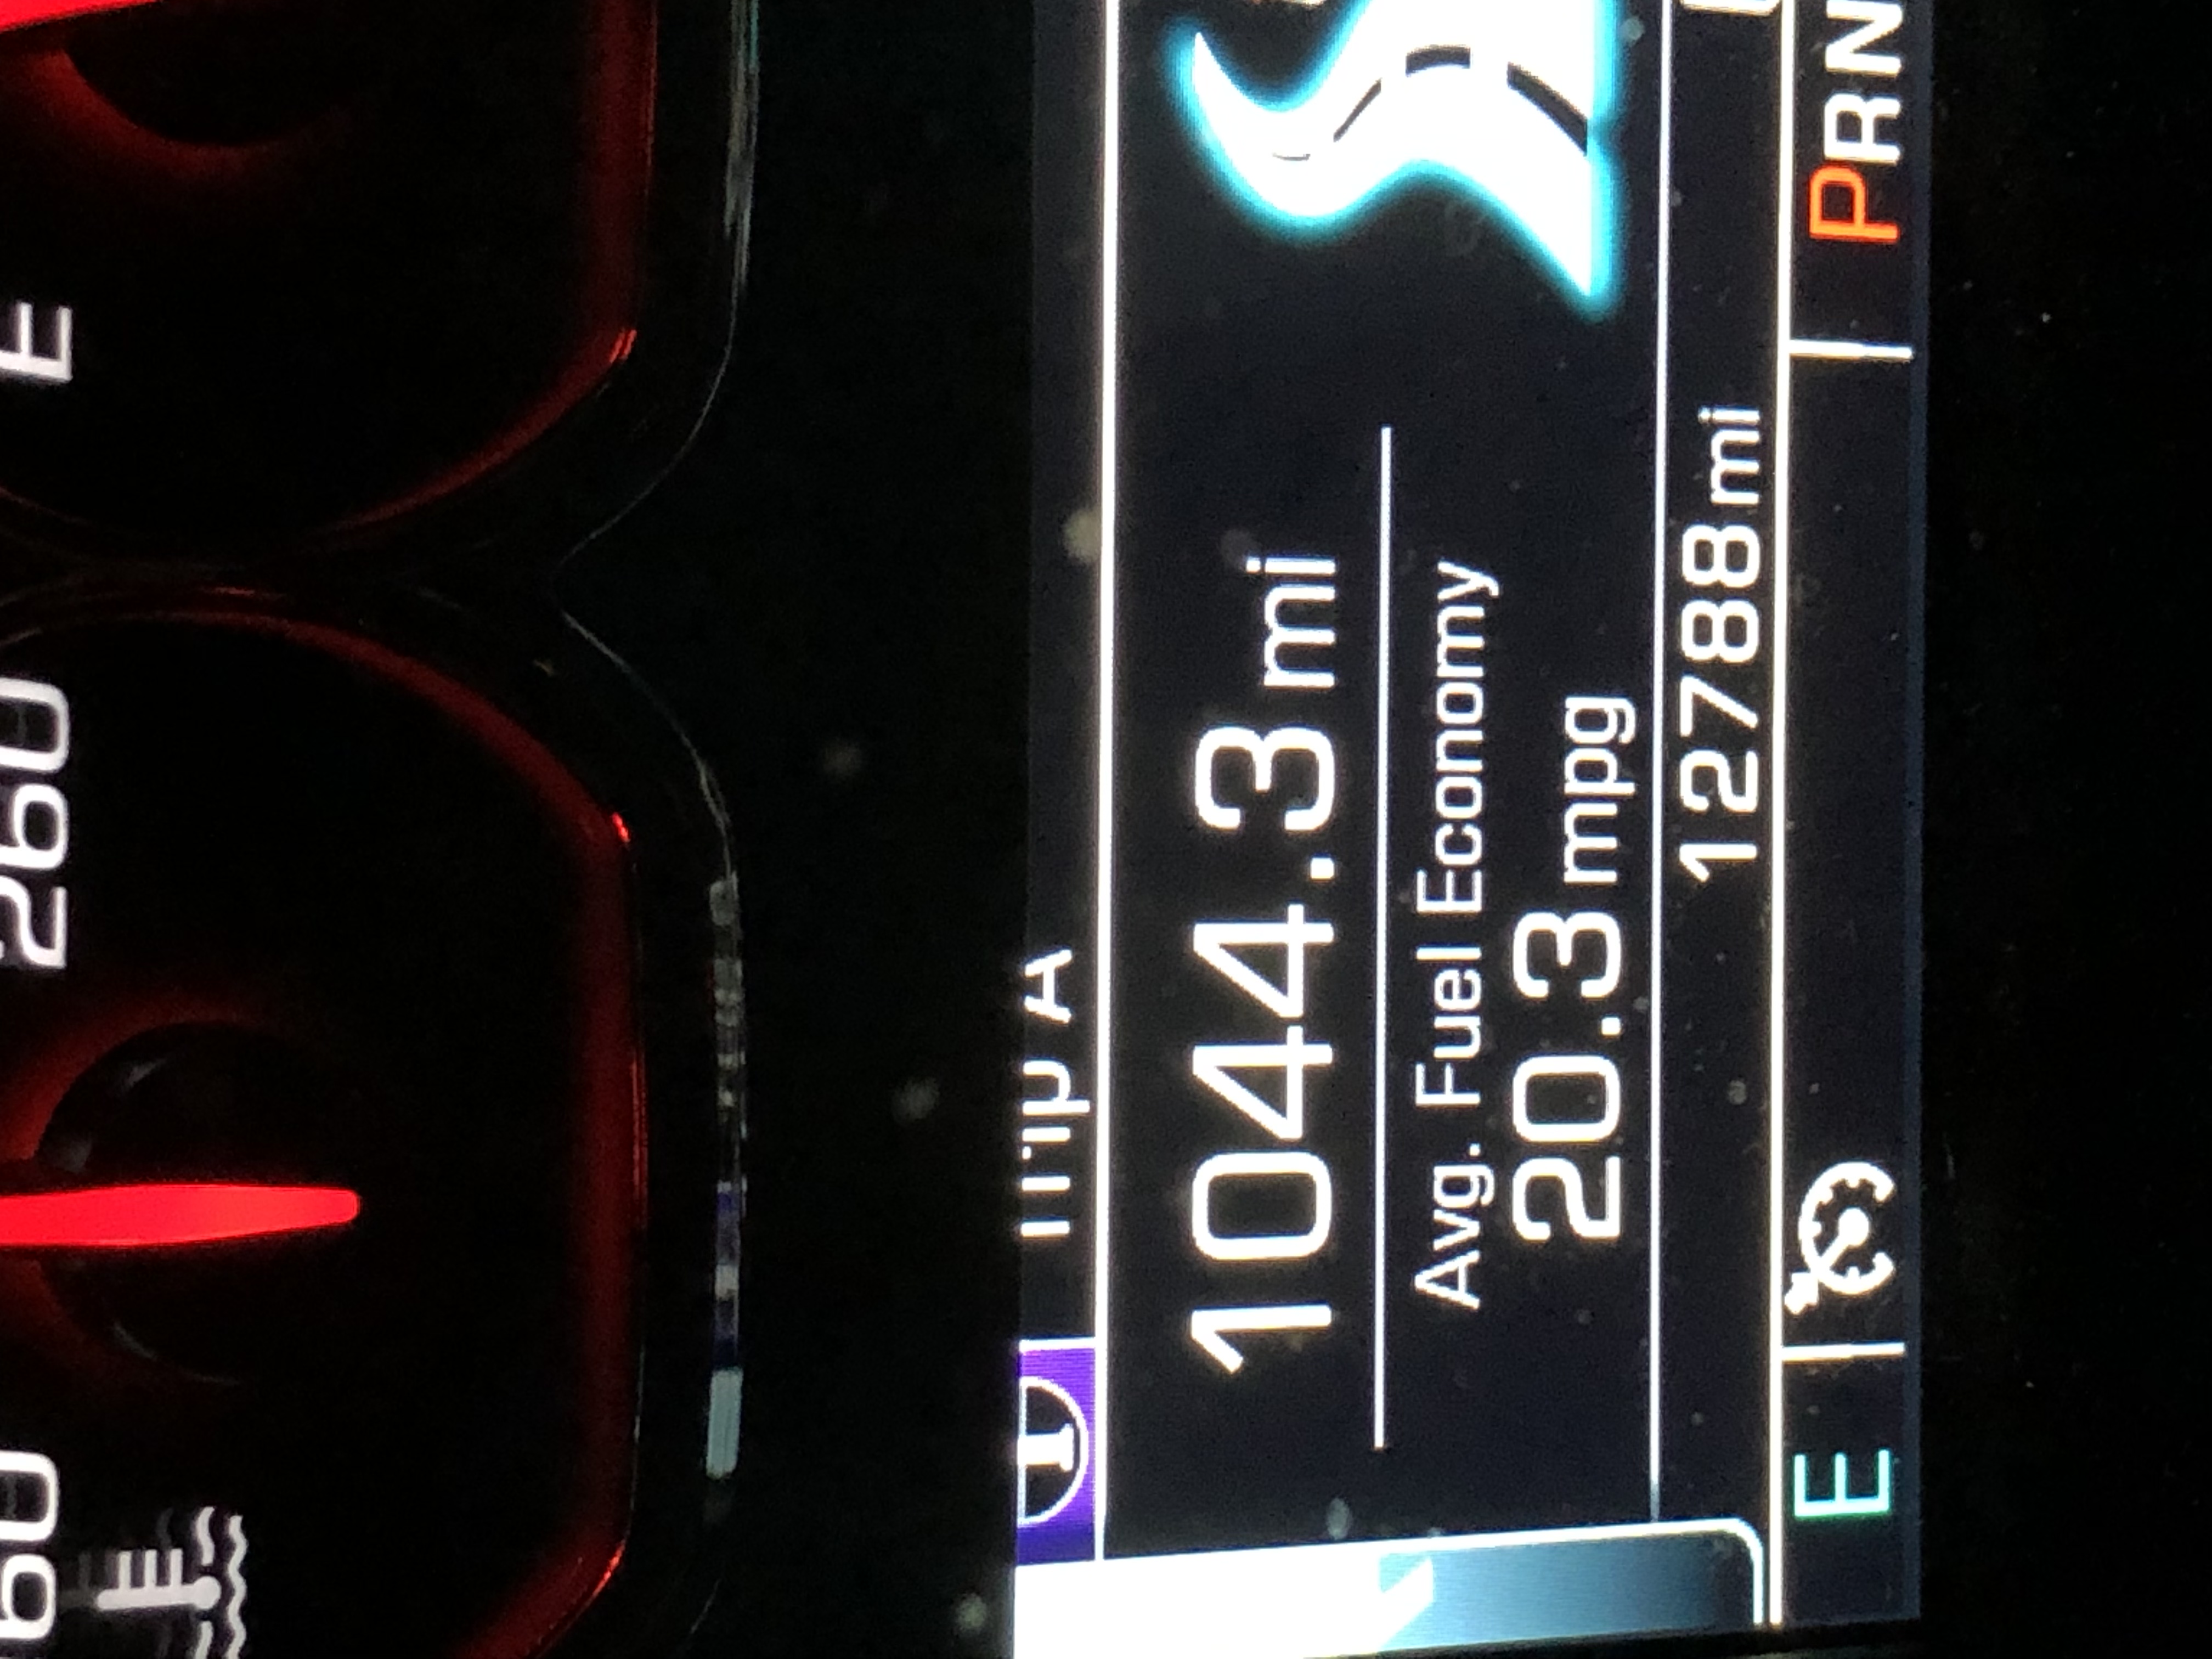 260
E
Trip A
1044.3 mi
Avg. Fuel Economy
20.3 mpg
12788 mi
E
PRN